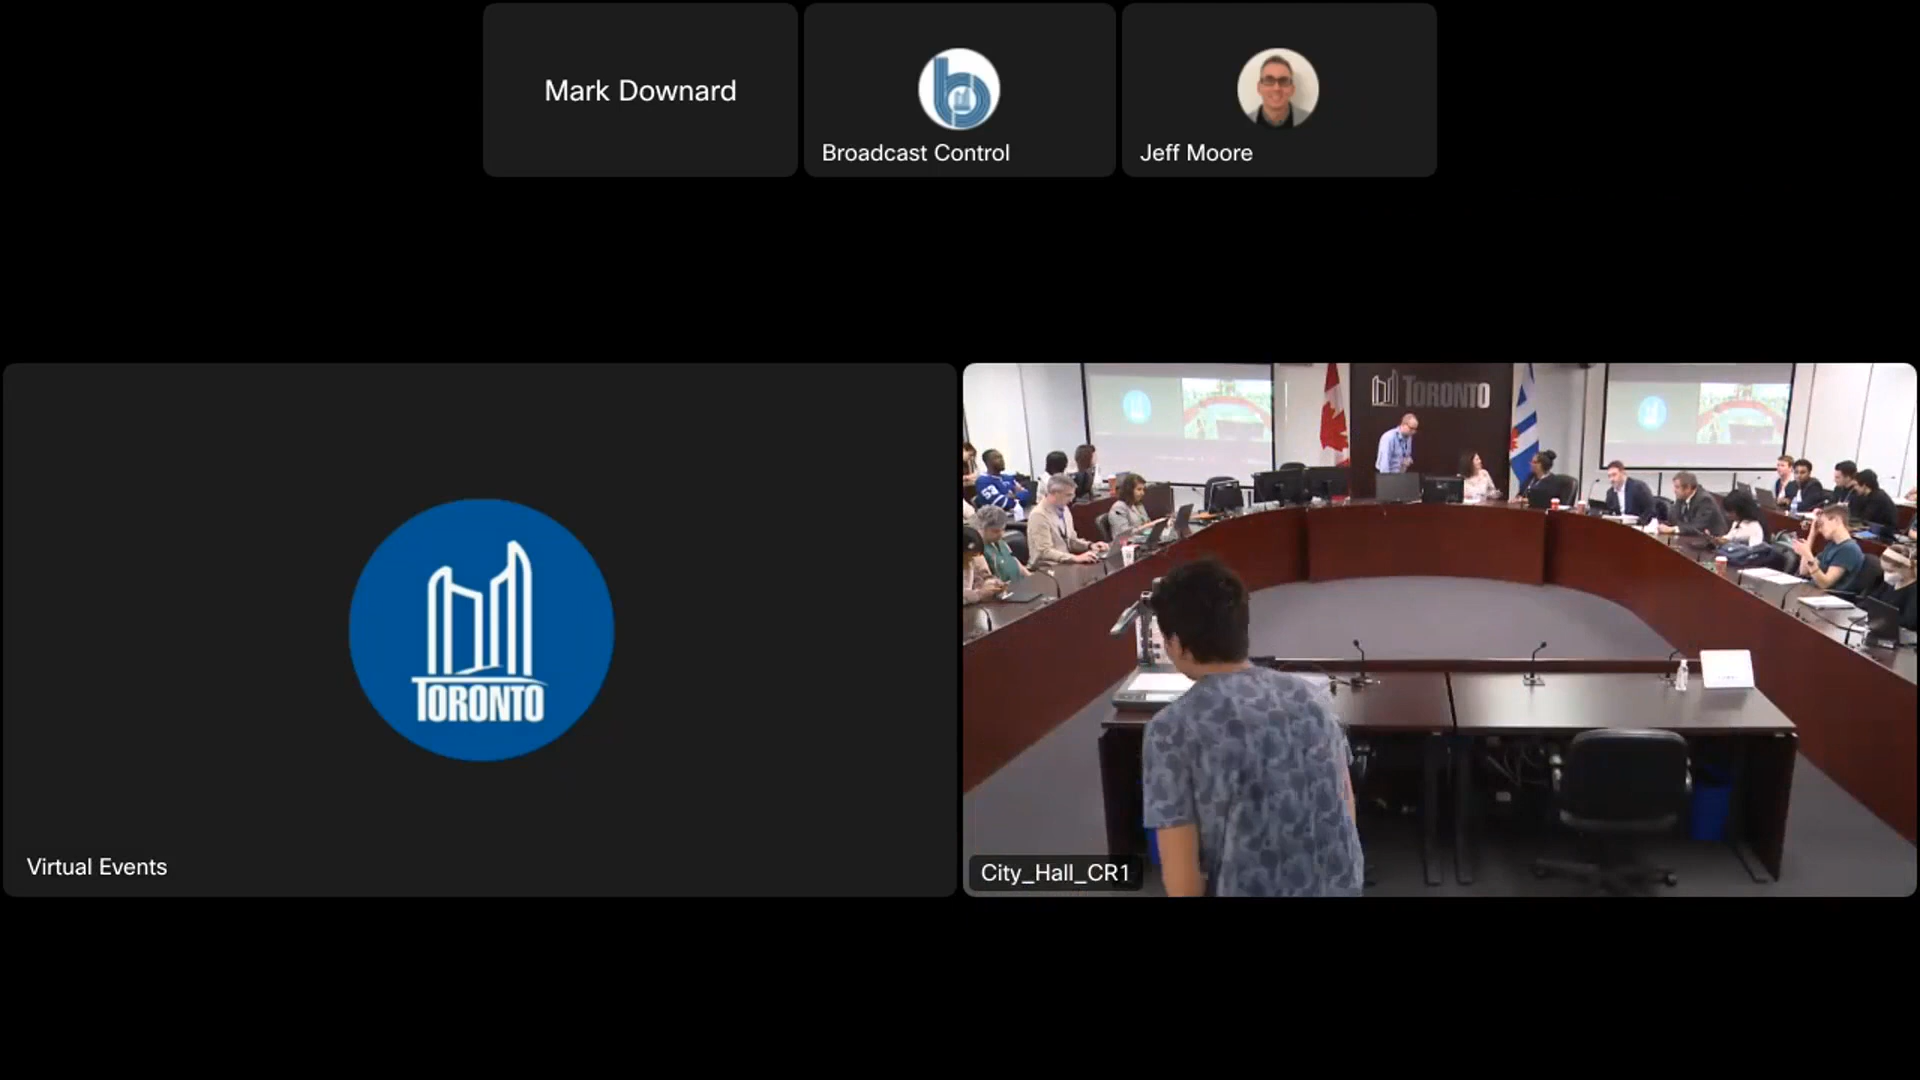 Mark Downard
Broadcast Control
Jeff Moore
TORONTO
Virtual Events
TORONTO
City_Hall_CR1